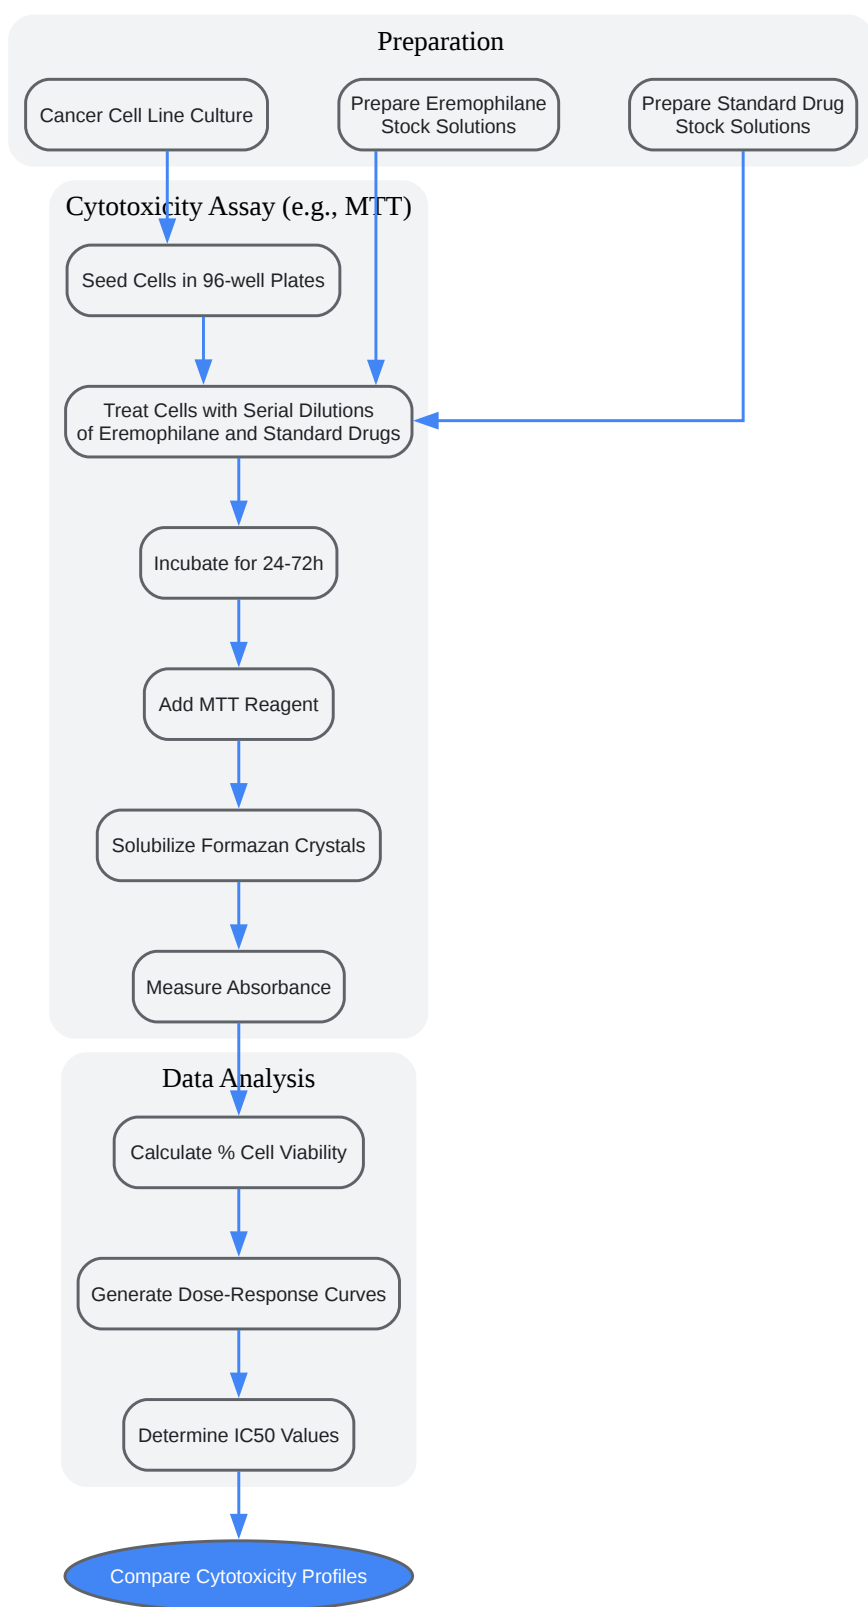 Preparation
Cancer Cell Line Culture
Prepare Eremophilane
Stock Solutions
Prepare Standard Drug
Stock Solutions
Cytotoxicity Assay (e.g., MTT)
Seed Cells in 96-well Plates
Treat Cells with Serial Dilutions
of Eremophilane and Standard Drugs
Incubate for 24-72h
Add MTT Reagent
Solubilize Formazan Crystals
Measure Absorbance
Data Analysis
Calculate % Cell Viability
Generate Dose-Response Curves
Determine IC50 Values
Compare Cytotoxicity Profiles